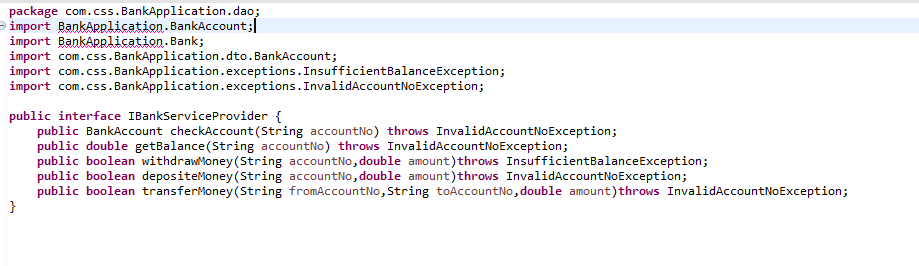 package com.css.BankApplication.dao;
import BankApplication.BankAccount;
import BankApplication.Bank;
import com.css.BankApplication.dto.BankAccount;
import com.css.BankApplication.exceptions.InsufficientBalanceException;
import com.css.BankApplication.exceptions.InvalidAccountNoException;
public interface IBankServiceProvider {
public BankAccount checkAccount(String accountNo) throws InvalidAccountNoException;
public double getBalance(String accountNo) throws InvalidAccountNoException;
public boolean withdrawMoney(String accountNo,double amount)throws InsufficientBalanceException;
public boolean depositeMoney(String accountNo,double amount)throws InvalidAccountNoException;
public boolean transferMoney(String fromAccountNo,String toAccountNo,double amount)throws InvalidAccountNoException;
}